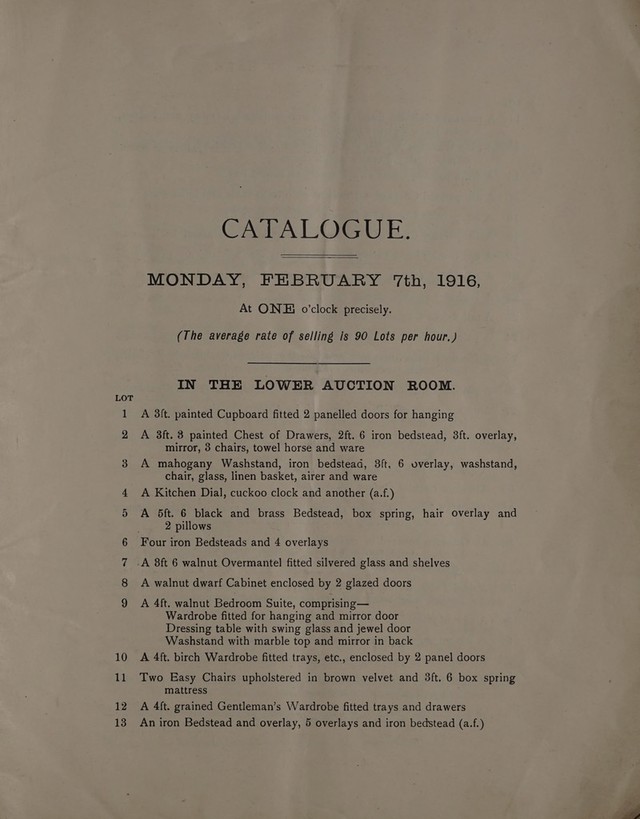 CATALOGUE.
MONDAY, FEBRUARY 7th, 1916,
At ONE o'clock precisely.
(The average rate of selling is 90 Lots per hour.)
IN THE LOWER AUCTION ROOM.
LOT
1 A 3ft. painted Cupboard fitted 2 panelled doors for hanging
2 A 3ft. 3 painted Chest of Drawers, 2ft. 6 iron bedstead, 3ft. overlay,
mirror, 3 chairs, towel horse and ware
3 A mahogany Washstand, iron bedstead, 3ft. 6 overlay, washstand,
chair, glass, linen basket, airer and ware
4 A Kitchen Dial, cuckoo clock and another (a.f.)
5 A 5ft. 6 black and brass Bedstead, box spring, hair overlay and
2 pillows
6 Four iron Bedsteads and 4 overlays
7 A 3ft 6 walnut Overmantel fitted silvered glass and shelves
8 A walnut dwarf Cabinet enclosed by 2 glazed doors
9 A 4ft. walnut Bedroom Suite, comprising—
Wardrobe fitted for hanging and mirror door
Dressing table with swing glass and jewel door
Washstand with marble top and mirror in back
10 A 4ft. birch Wardrobe fitted trays, etc., enclosed by 2 panel doors
11 Two Easy Chairs upholstered in brown velvet and 3ft. 6 box spring
mattress
12 A 4ft. grained Gentleman's Wardrobe fitted trays and drawers
13 An iron Bedstead and overlay, 5 overlays and iron bedstead (a.f.)